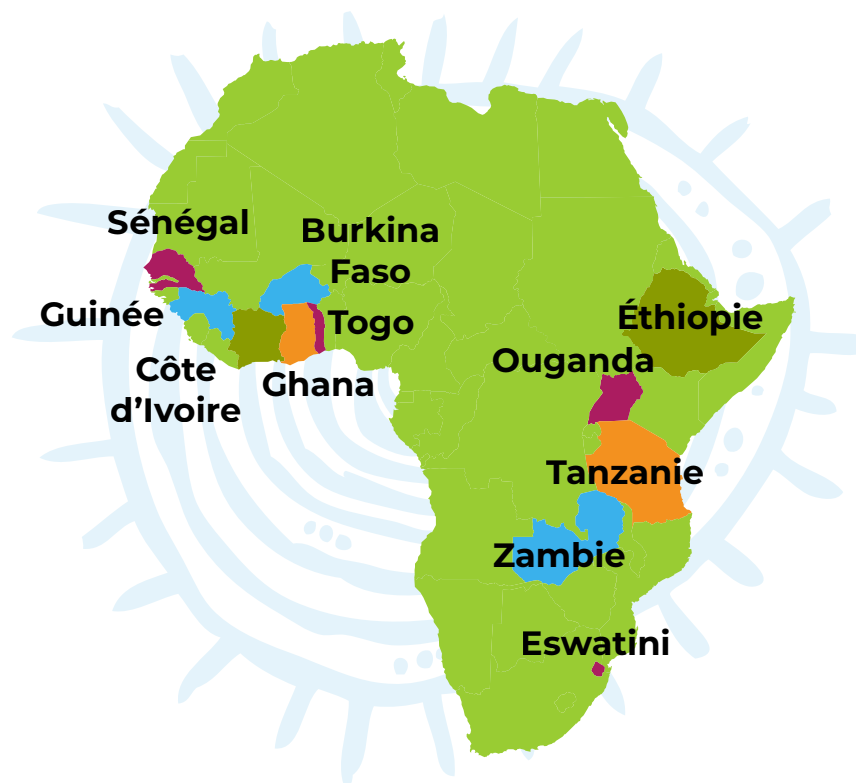 Sénégal
Burkina
Faso
Guinée
Togo
Éthiopie
Côte
d’Ivoire
Ghana
Ouganda
Tanzanie
Zambie
Eswatini